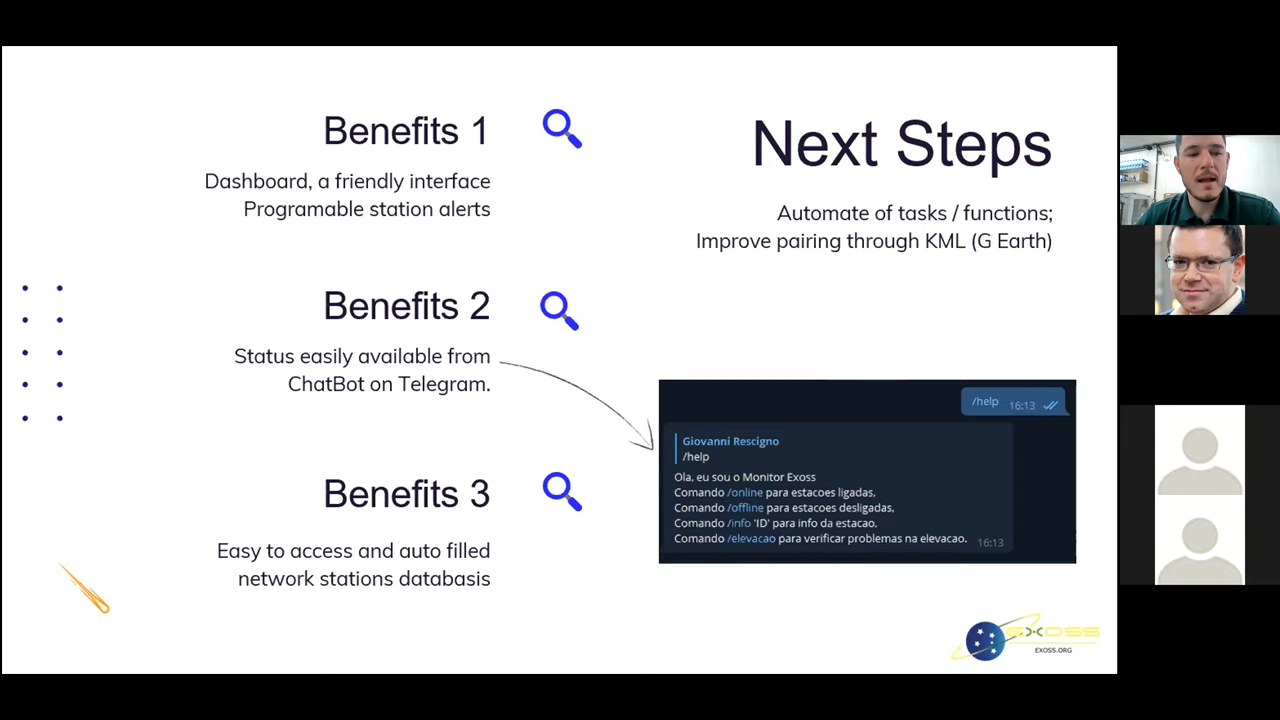 Benefits 1
Dashboard, a friendly interface
Programable station alerts
Benefits 2
Status easily available from
ChatBot on Telegram.
Benefits 3
Easy to access and auto filled
network stations databasis
Next Steps
Automate of tasks / functions;
Improve pairing through KML (G Earth)
/help 16:13
Giovanni Rescigno
/help
Ola, eu sou o Monitor Exoss
Comando /online para estacoes ligadas,
Comando /offline para estacoes desligadas,
Comando /info 'ID' para info da estacao,
Comando /elevacao para verificar problemas na elevacao. 16:13
EXOSS
EXOSS.ORG